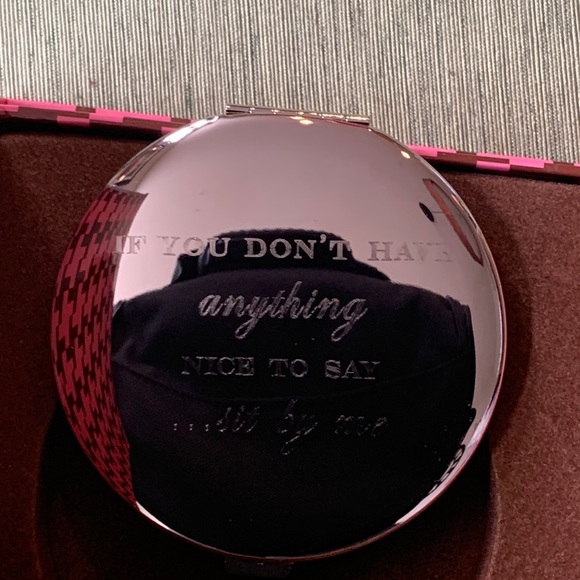 IF YOU DON'T HAVE
anything
NICE TO SAY
...sit by me